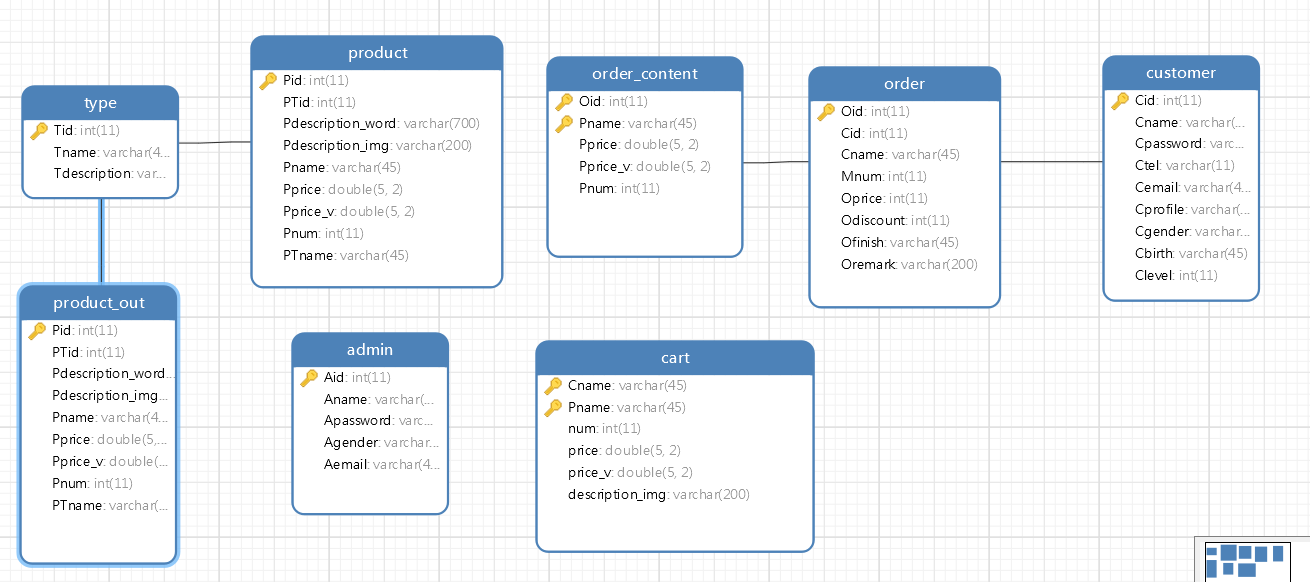 type
Tid: int(11)
Tname: varchar(4...
Tdescription: var...
product
Pid: int(11)
PTid: int(11)
Pdescription_word: varchar(700)
Pdescription_img: varchar(200)
Pname: varchar(45)
Pprice: double(5, 2)
Pprice_v: double(5, 2)
Pnum: int(11)
PTname: varchar(45)
order_content
Oid: int(11)
Pname: varchar(45)
Pprice: double(5, 2)
Pprice_v: double(5, 2)
Pnum: int(11)
order
Oid: int(11)
Cid: int(11)
Cname: varchar(45)
Mnum: int(11)
Oprice: int(11)
Odiscount: int(11)
Ofinish: varchar(45)
Oremark: varchar(200)
customer
Cid: int(11)
Cname: varchar(...
Cpassword: varc...
Ctel: varchar(11)
Cemail: varchar(4...
Cprofile: varchar(...
Cgender: varchar...
Cbirth: varchar(45)
Clevel: int(11)
product_out
Pid: int(11)
PTid: int(11)
Pdescription_word...
Pdescription_img...
Pname: varchar(4...
Pprice: double(5,...
Pprice_v: double(...
Pnum: int(11)
PTname: varchar(...
admin
Aid: int(11)
Aname: varchar(...
Apassword: varc...
Agender: varchar...
Aemail: varchar(4...
cart
Cname: varchar(45)
Pname: varchar(45)
num: int(11)
price: double(5, 2)
price_v: double(5, 2)
description_img: varchar(200)